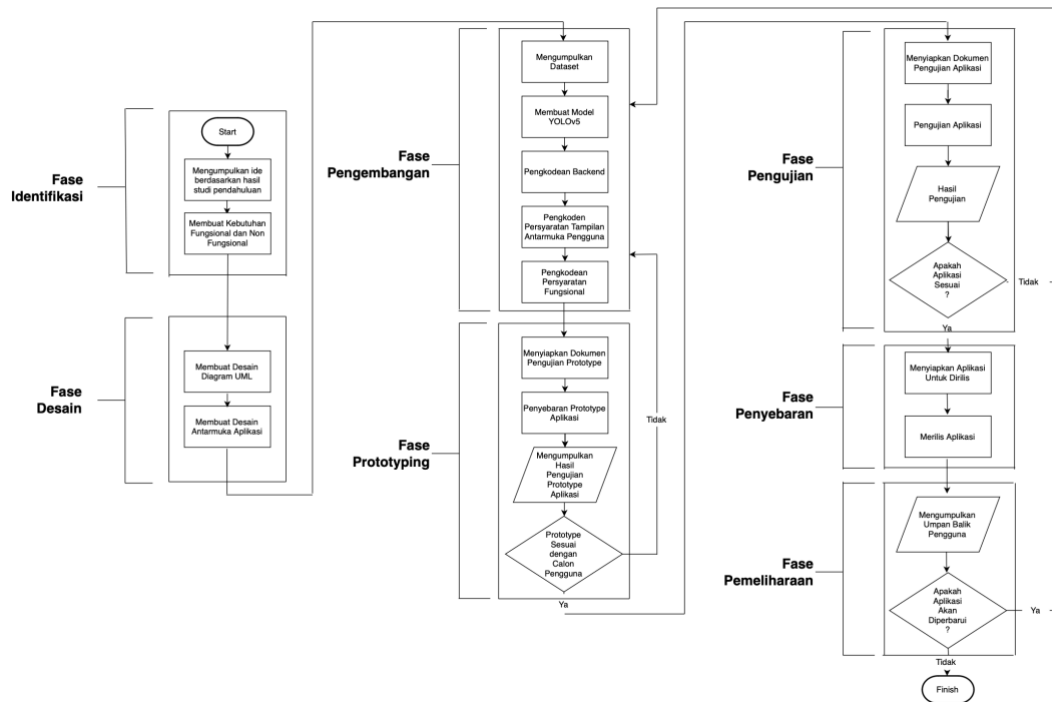 Fase
Identifikasi
Start
Mengumpulkan ide
berdasarkan hasil
studi pendahuluan
Membuat Kebutuhan
Fungsional dan Non
Fungsional
Fase
Desain
Membuat Desain
Diagram UML
Membuat Desain
Antarmuka Aplikasi
Fase
Pengembangan
Mengumpulkan
Dataset
Membuat Model
YOLOv5
Pengkodean Backend
Pengkoden
Persyaratan Tampilan
Antarmuka Pengguna
Pengkodean
Persyaratan
Fungsional
Fase
Prototyping
Menyiapkan Dokumen
Pengujian Prototype
Penyebaran Prototype
Aplikasi
Mengumpulkan
Hasil
Pengujian
Prototype
Aplikasi
Prototype
Sesuai
dengan
Calon
Pengguna
Tidak
Ya
Fase
Pengujian
Menyiapkan Dokumen
Pengujian Aplikasi
Pengujian Aplikasi
Hasil
Pengujian
Apakah
Aplikasi
Sesuai
?
Tidak
Ya
Fase
Penyebaran
Menyiapkan Aplikasi
Untuk Dirilis
Merilis Aplikasi
Fase
Pemeliharaan
Mengumpulkan
Umpan Balik
Pengguna
Apakah
Aplikasi
Akan
Diperbarui
?
Ya
Tidak
Finish